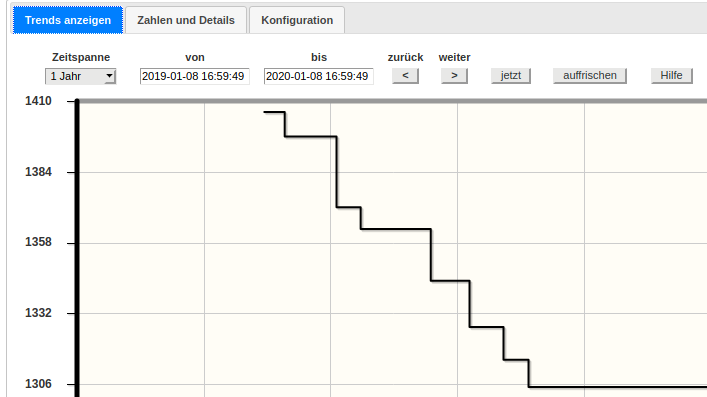 Trends anzeigen Zahlen und Details Konfiguration
Zeitspanne von bis zurück weiter
1 Jahr 2019-01-08 16:59:49 2020-01-08 16:59:49 < > jetzt auffrischen Hilfe
1410
1384
1358
1332
1306